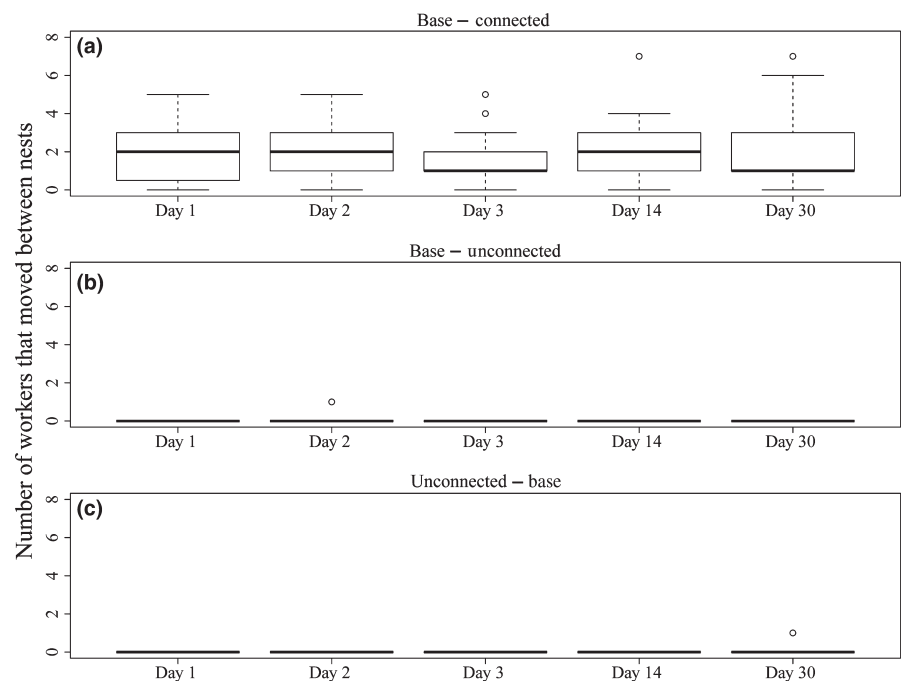 Number of workers that moved between nests
Base – connected
(a)
8
6
4
2
0
Day 1 Day 2 Day 3 Day 14 Day 30
Base – unconnected
(b)
8
6
4
2
0
Day 1 Day 2 Day 3 Day 14 Day 30
Unconnected – base
(c)
8
6
4
2
0
Day 1 Day 2 Day 3 Day 14 Day 30